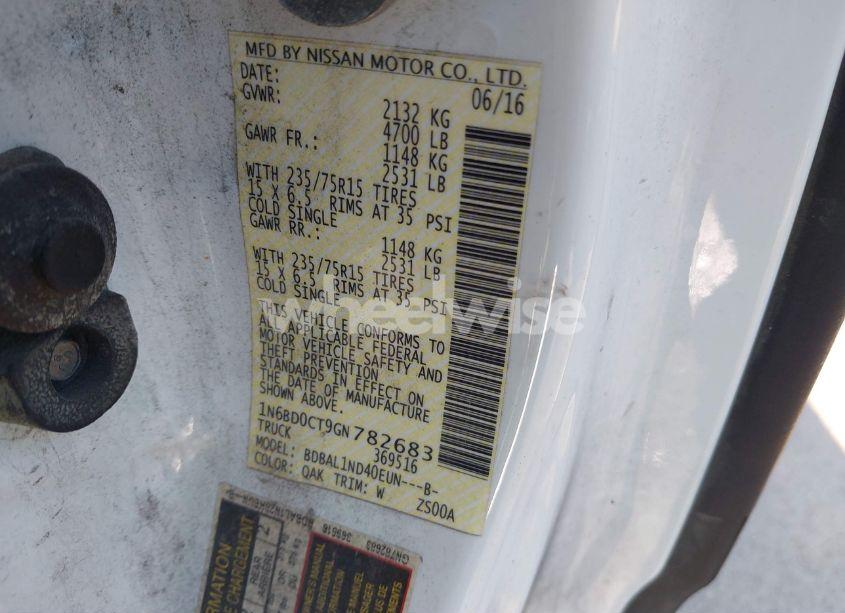 MFD BY NISSAN MOTOR CO., LTD.
DATE: 06/16
GVWR: 2132 KG
4700 LB
GAWR FR.: 1148 KG
2531 LB
WITH 235/75R15 TIRES
15 X 6.5 RIMS AT 35 PSI
COLD SINGLE
GAWR RR.: 1148 KG
2531 LB
WITH 235/75R15 TIRES
15 X 6.5 RIMS AT 35 PSI
COLD SINGLE
THIS VEHICLE CONFORMS TO
ALL APPLICABLE FEDERAL
MOTOR VEHICLE SAFETY AND
THEFT PREVENTION
STANDARDS IN EFFECT ON
THE DATE OF MANUFACTURE
SHOWN ABOVE.
1N6BD0CT9GN782683
TRUCK 369516
MODEL: BDBAL1ND40EUN---B-
COLOR: QAK TRIM: W ZS00A
wheelwise
GN782683
369516